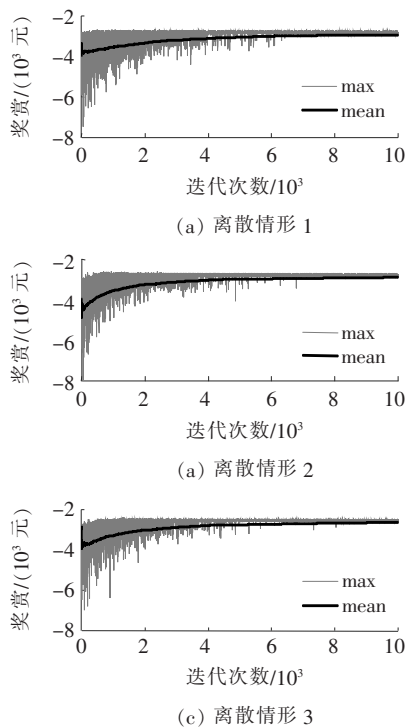 奖赏/(10³ 元)
-2
-4
-6
-8
max
mean
0 2 4 6 8 10
迭代次数/10³
(a) 离散情形 1
奖赏/(10³ 元)
-2
-4
-6
-8
max
mean
0 2 4 6 8 10
迭代次数/10³
(a) 离散情形 2
奖赏/(10³ 元)
-2
-4
-6
-8
max
mean
0 2 4 6 8 10
迭代次数/10³
(c) 离散情形 3